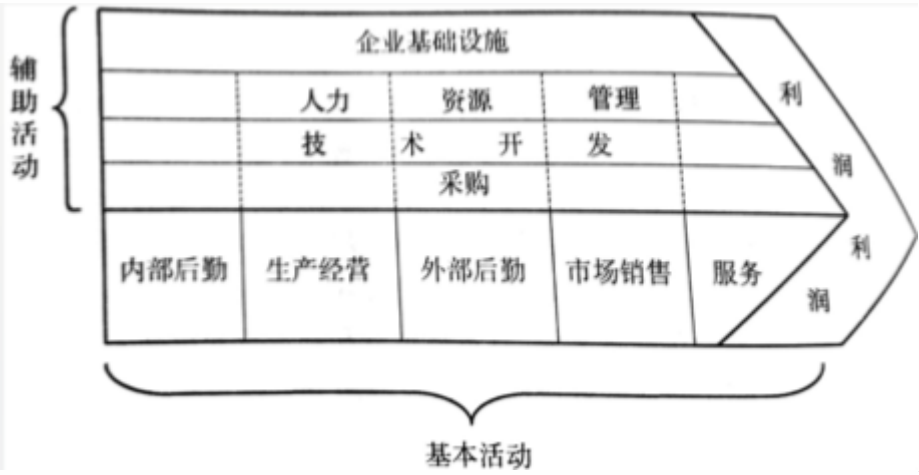 辅助活动
企业基础设施
人力 资源 管理
技 术 开 发
采购
内部后勤 生产经营 外部后勤 市场销售 服务
利润
利润
基本活动